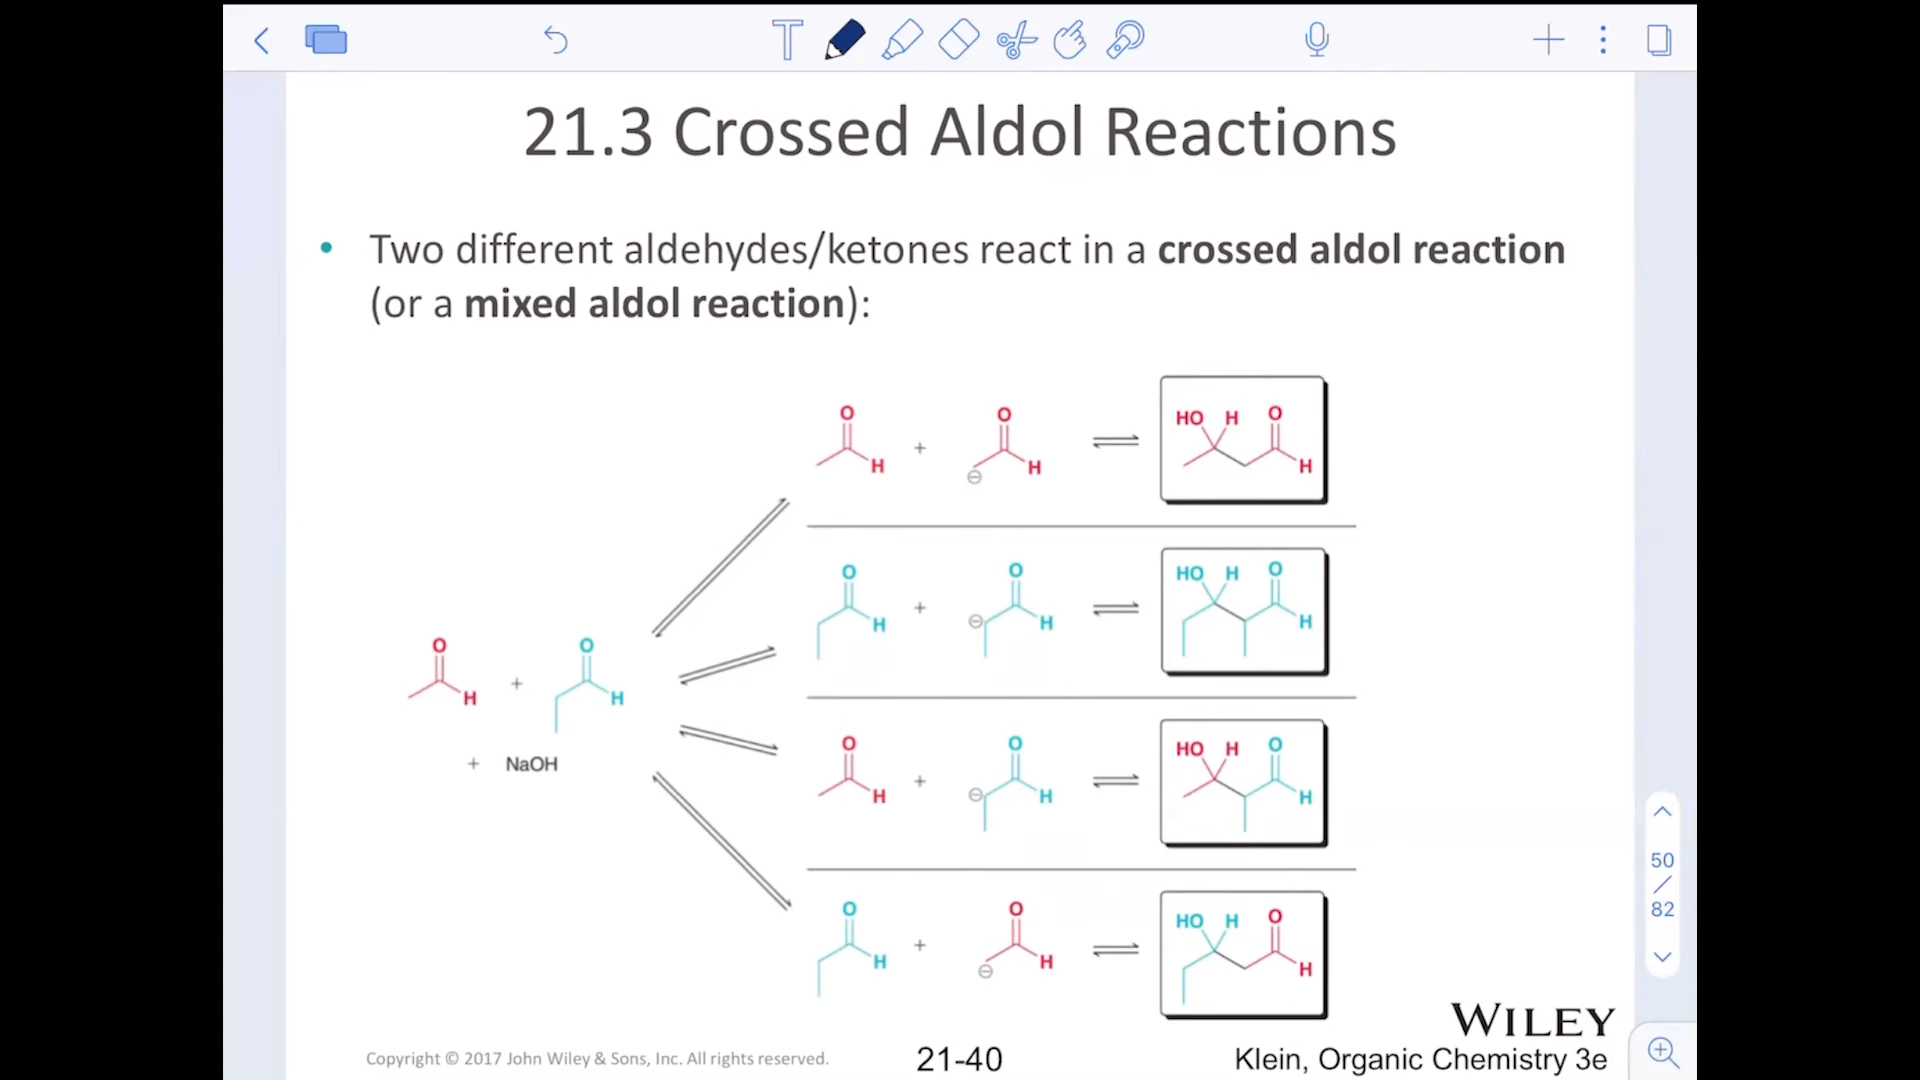 21.3 Crossed Aldol Reactions
• Two different aldehydes/ketones react in a crossed aldol reaction
(or a mixed aldol reaction):
O H + O ⊖ H HO H O H
O H + O ⊖ H HO H O H
O H + O H
+ NaOH
O H + O ⊖ H HO H O H
O H + O ⊖ H HO H O H
50
/
82
WILEY
Copyright © 2017 John Wiley & Sons, Inc. All rights reserved.
21-40
Klein, Organic Chemistry 3e